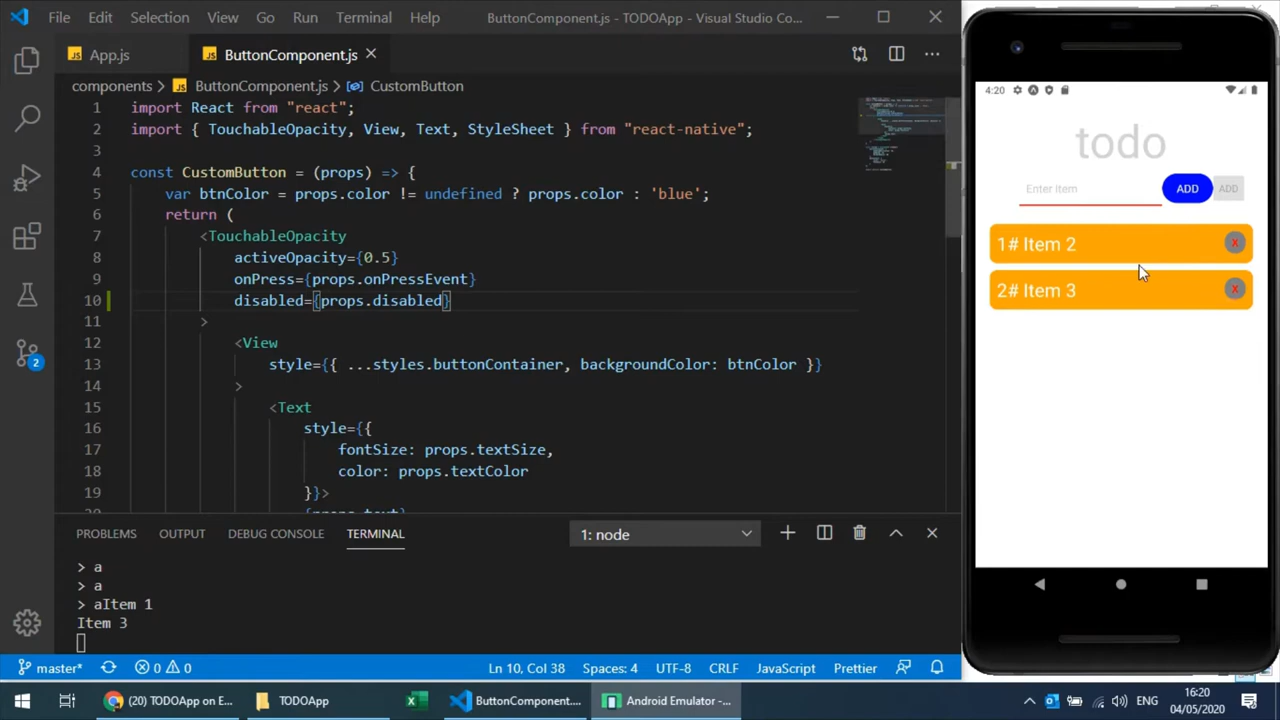 File Edit Selection View Go Run Terminal Help ButtonComponent.js - TODOApp - Visual Studio Co...
JS App.js JS ButtonComponent.js
components > JS ButtonComponent.js > CustomButton
1 import React from "react";
2 import { TouchableOpacity, View, Text, StyleSheet } from "react-native";
3
4 const CustomButton = (props) => {
5 var btnColor = props.color != undefined ? props.color : 'blue';
6 return (
7 <TouchableOpacity
8 activeOpacity={0.5}
9 onPress={props.onPressEvent}
10 disabled={props.disabled}
11 >
12 <View
13 style={{ ...styles.buttonContainer, backgroundColor: btnColor }}
14 >
15 <Text
16 style={{
17 fontSize: props.textSize,
18 color: props.textColor
19 }}>
20 {props.text}
PROBLEMS OUTPUT DEBUG CONSOLE TERMINAL 1: node
> a
> a
> aItem 1
Item 3
2
master* 0 0 Ln 10, Col 38 Spaces: 4 UTF-8 CRLF JavaScript Prettier
4:20
todo
Enter item ADD ADD
1# Item 2 X
2# Item 3 X
(20) TODOApp on E... TODOApp ButtonComponent.... Android Emulator -... ENG 16:20
04/05/2020